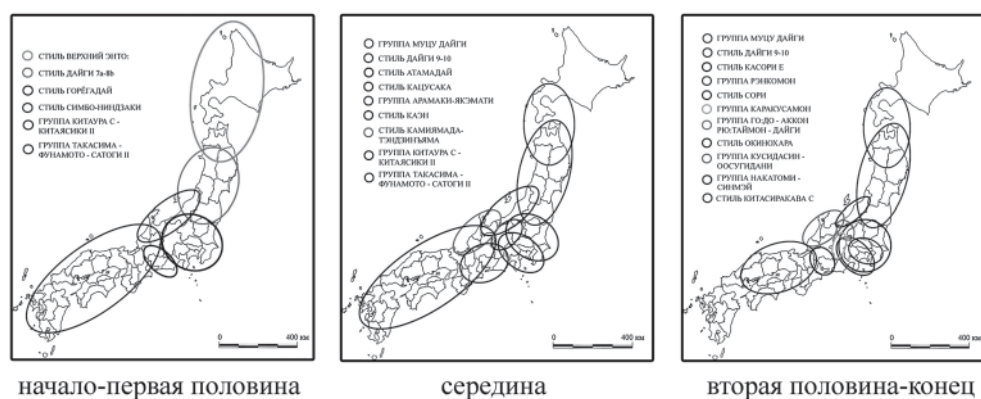 СТИЛЬ ВЕРХНИЙ ЭНТО:
СТИЛЬ ДАЙГИ 7a-8b
СТИЛЬ ГОРЁГАДАЙ
СТИЛЬ СИМБО-НИНДЗАКИ
ГРУППА КИТАУРА С -
КИТАЯСИКИ II
ГРУППА ТАКАСИМА -
ФУНАМОТО - САТОГИ II
0 400 км
начало-первая половина
ГРУППА МУЦУ ДАЙГИ
СТИЛЬ ДАЙГИ 9-10
СТИЛЬ АТАМАДАЙ
СТИЛЬ КАЦУСАКА
ГРУППА АРАМАКИ-ЯКЭМАТИ
СТИЛЬ КАЭН
СТИЛЬ КАМИЯМАДА-
ТЭНДЗИНЪЯМА
ГРУППА КИТАУРА С -
КИТАЯСИКИ II
ГРУППА ТАКАСИМА -
ФУНАМОТО - САТОГИ II
0 400 км
середина
ГРУППА МУЦУ ДАЙГИ
СТИЛЬ ДАЙГИ 9-10
СТИЛЬ КАСОРИ Е
ГРУППА РЭНКОМОН
СТИЛЬ СОРИ
ГРУППА КАРАКУСАМОН
ГРУППА ГО:ДО - АККОН
РЮ:ТАЙМОН - ДАЙГИ
СТИЛЬ ОКИНОХАРА
ГРУППА КУСИДАСИН -
ООСУГИДАНИ
ГРУППА НАКАТОМИ -
СИНМЭЙ
СТИЛЬ КИТАСИРАКАВА С
0 400 км
вторая половина-конец